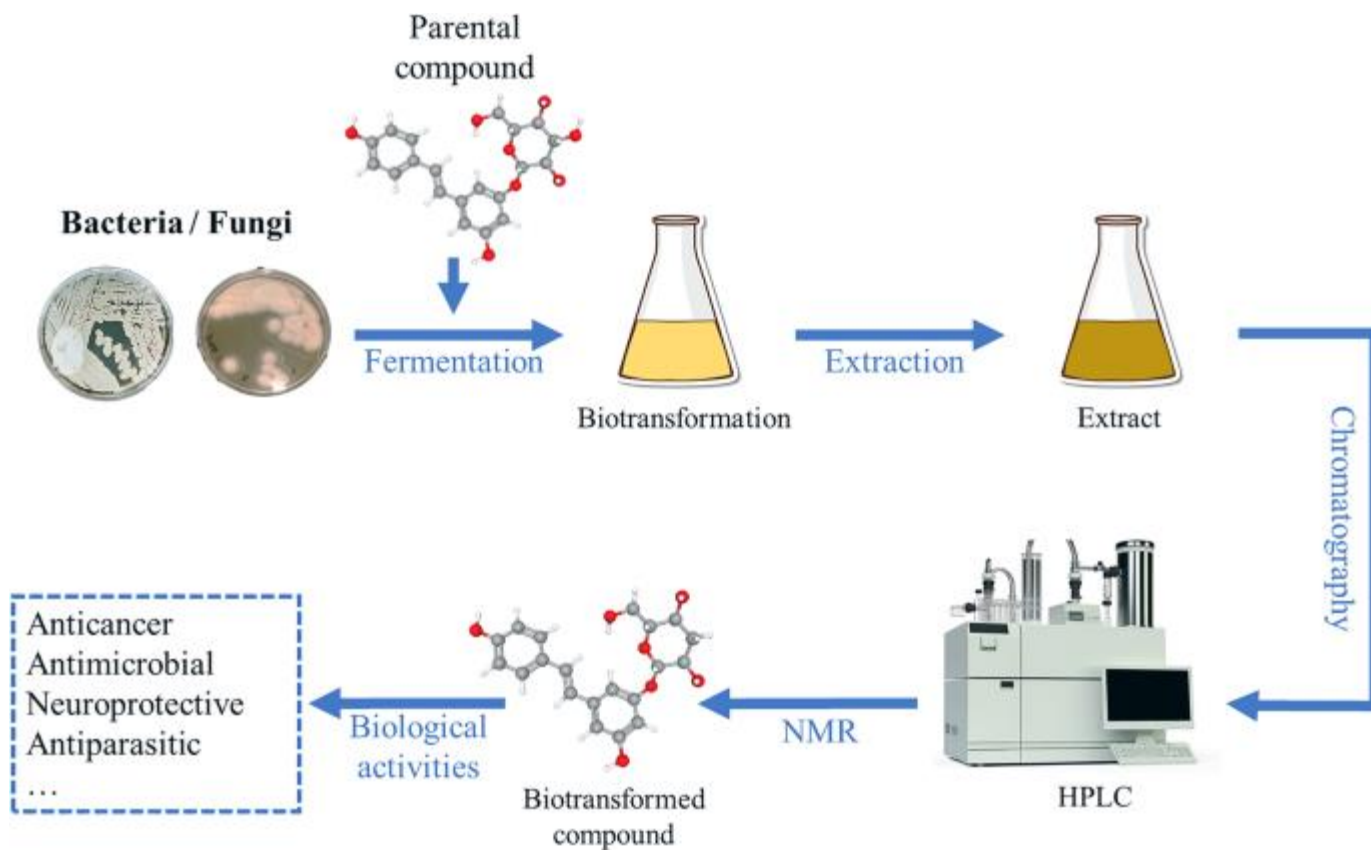 Parental
compound
Bacteria / Fungi
Fermentation
Extraction
Biotransformation
Extract
Chromatography
Anticancer
Antimicrobial
Neuroprotective
Antiparasitic
…
Biological
activities
NMR
Biotransformed
compound
HPLC